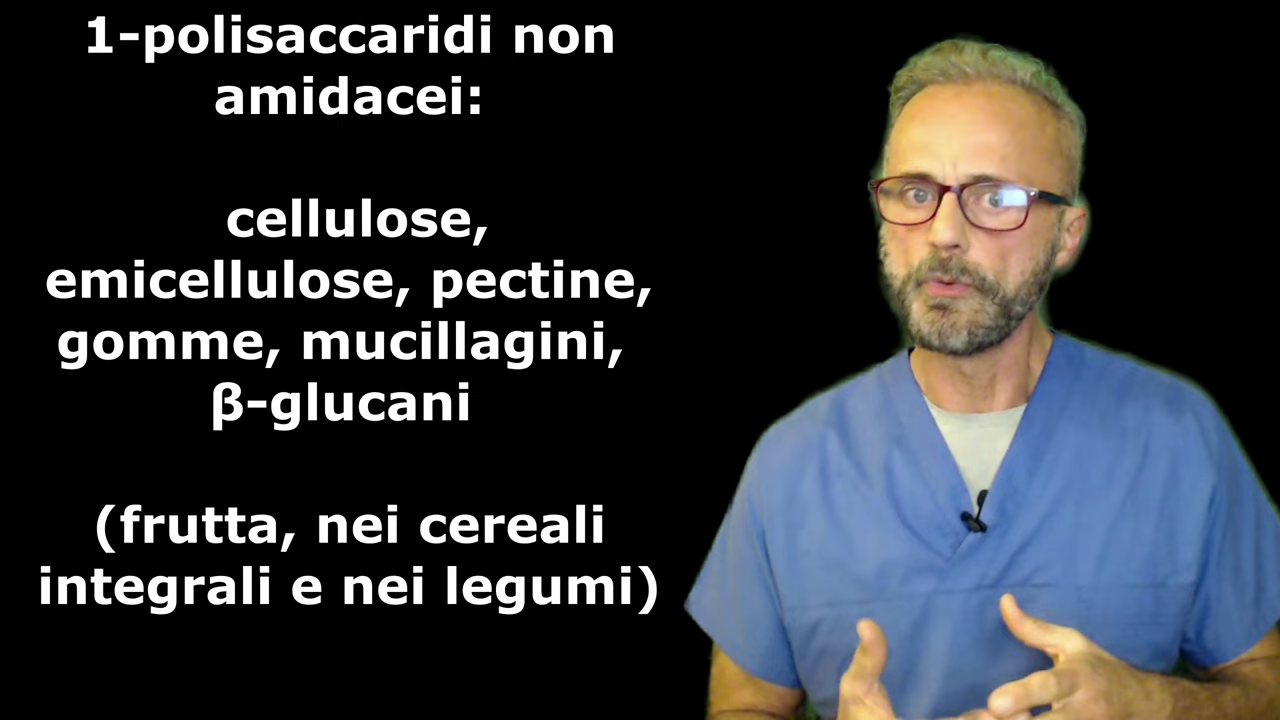 1-polisaccaridi non
amidacei:
cellulose,
emicellulose, pectine,
gomme, mucillagini,
β-glucani
(frutta, nei cereali
integrali e nei legumi)